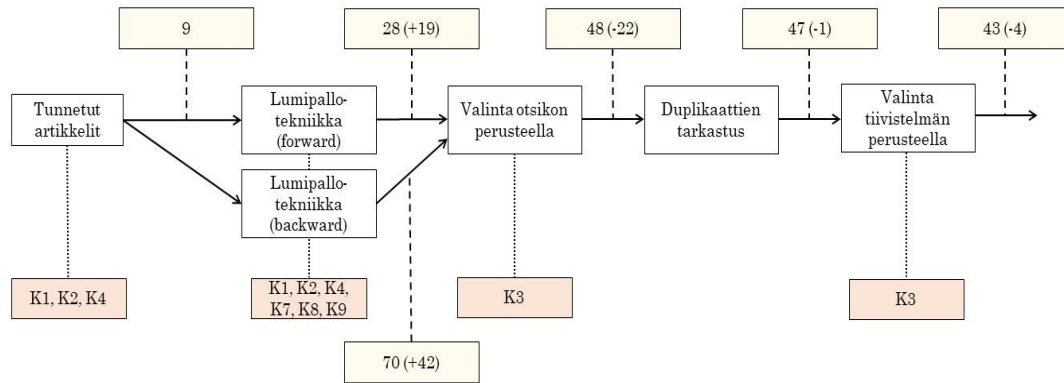 9
28 (+19)
48 (-22)
47 (-1)
43 (-4)
Tunnetut
artikkelit
Lumipallo-
tekniikka
(forward)
Valinta otsikon
perusteella
Duplikaattien
tarkastus
Valinta
tiivistelmän
perusteella
Lumipallo-
tekniikka
(backward)
K1, K2, K4
K1, K2, K4,
K7, K8, K9
K3
K3
70 (+42)